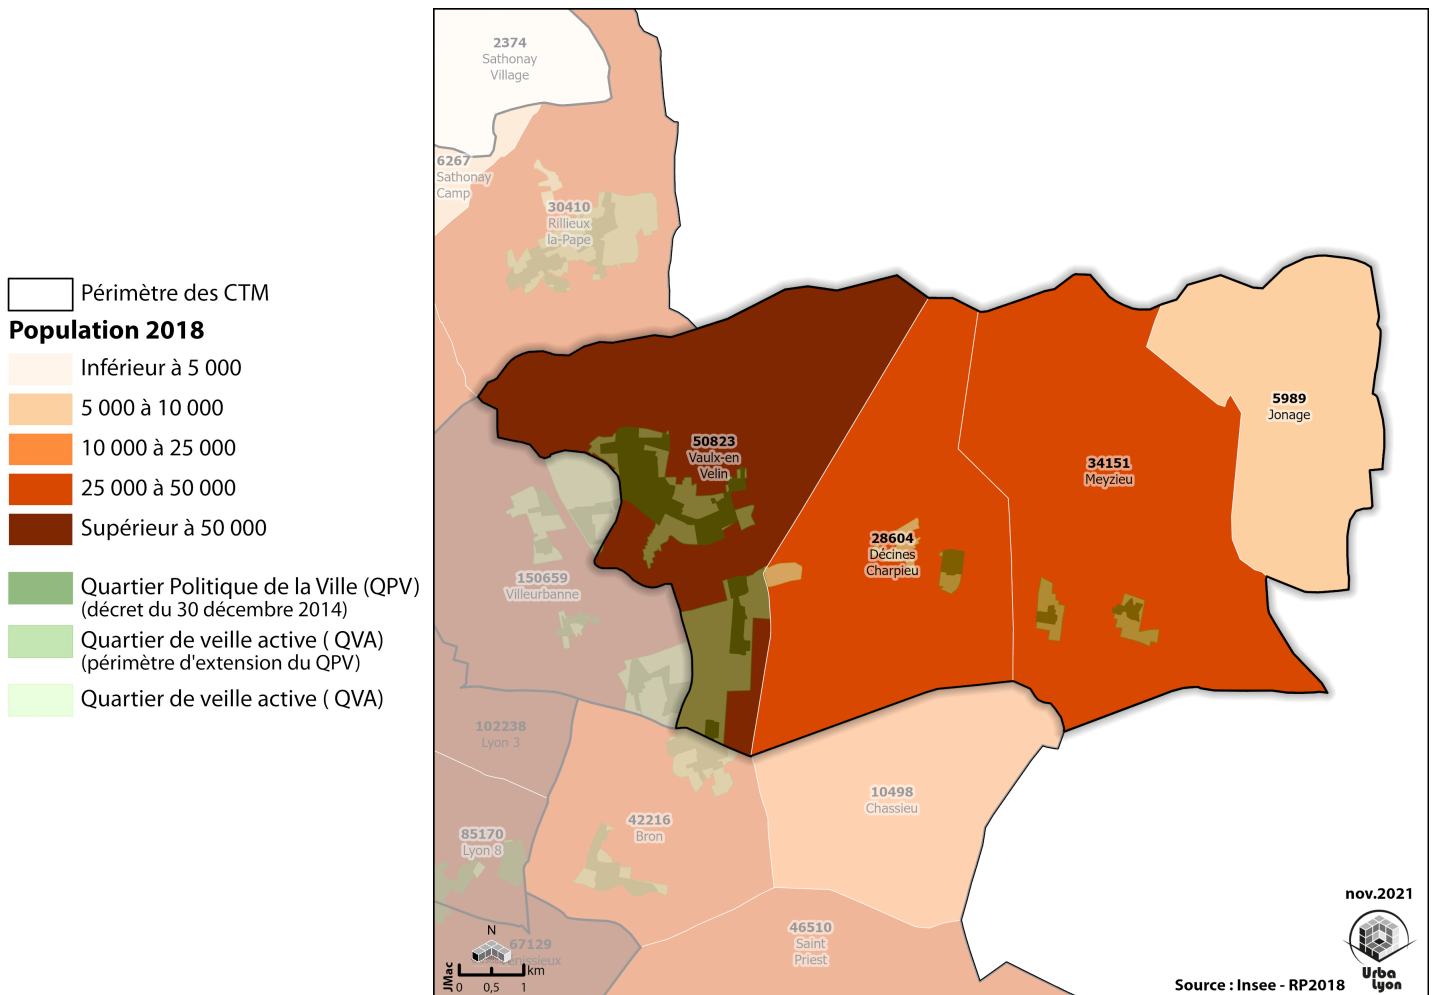 Périmètre des CTM
Population 2018
Inférieur à 5 000
5 000 à 10 000
10 000 à 25 000
25 000 à 50 000
Supérieur à 50 000
Quartier Politique de la Ville (QPV)
(décret du 30 décembre 2014)
Quartier de veille active ( QVA)
(périmètre d'extension du QPV)
Quartier de veille active ( QVA)
2374
Sathonay
Village
6267
Sathonay
Camp
30410
Rillieux
la-Pape
5989
Jonage
50823
Vaulx-en
Velin
34151
Meyzieu
28604
Décines
Charpieu
150659
Villeurbanne
102238
Lyon 3
10498
Chassieu
42216
Bron
85170
Lyon 8
46510
Saint
Priest
67129
N
JMac
0 0,5 1 km
nov.2021
Urba
Lyon
Source : Insee - RP2018